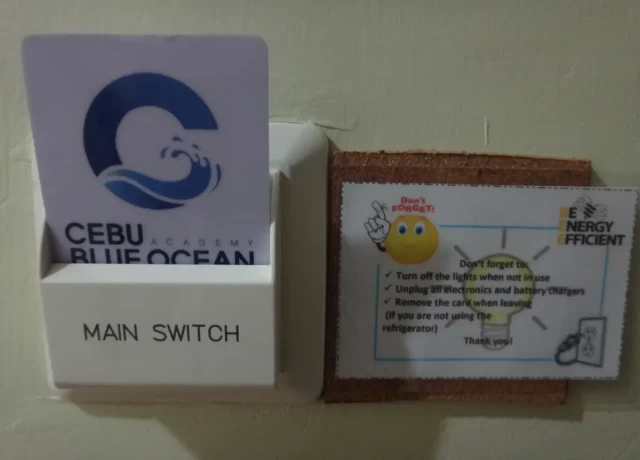 CEBU ACADEMY
BLUE OCEAN
MAIN SWITCH
Don't
FORGET!
BE
ENERGY
EFFICIENT
Don't forget to:
✓ Turn off the lights when not in use
✓ Unplug all electronics and battery chargers
✓ Remove the card when leaving
(if you are not using the
refrigerator)
Thank you!